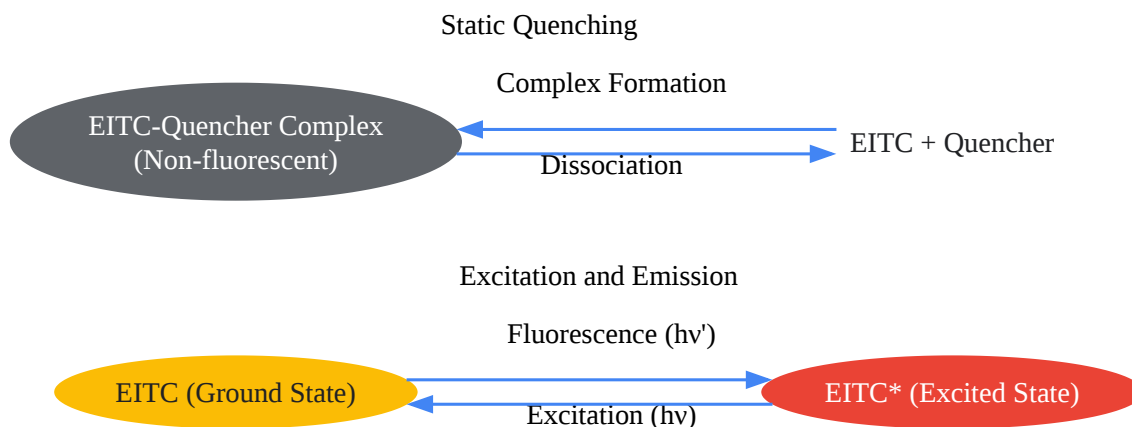 Static Quenching
Complex Formation
EITC-Quencher Complex
(Non-fluorescent)
EITC + Quencher
Dissociation
Excitation and Emission
Fluorescence (hν')
EITC (Ground State)
EITC* (Excited State)
Excitation (hν)